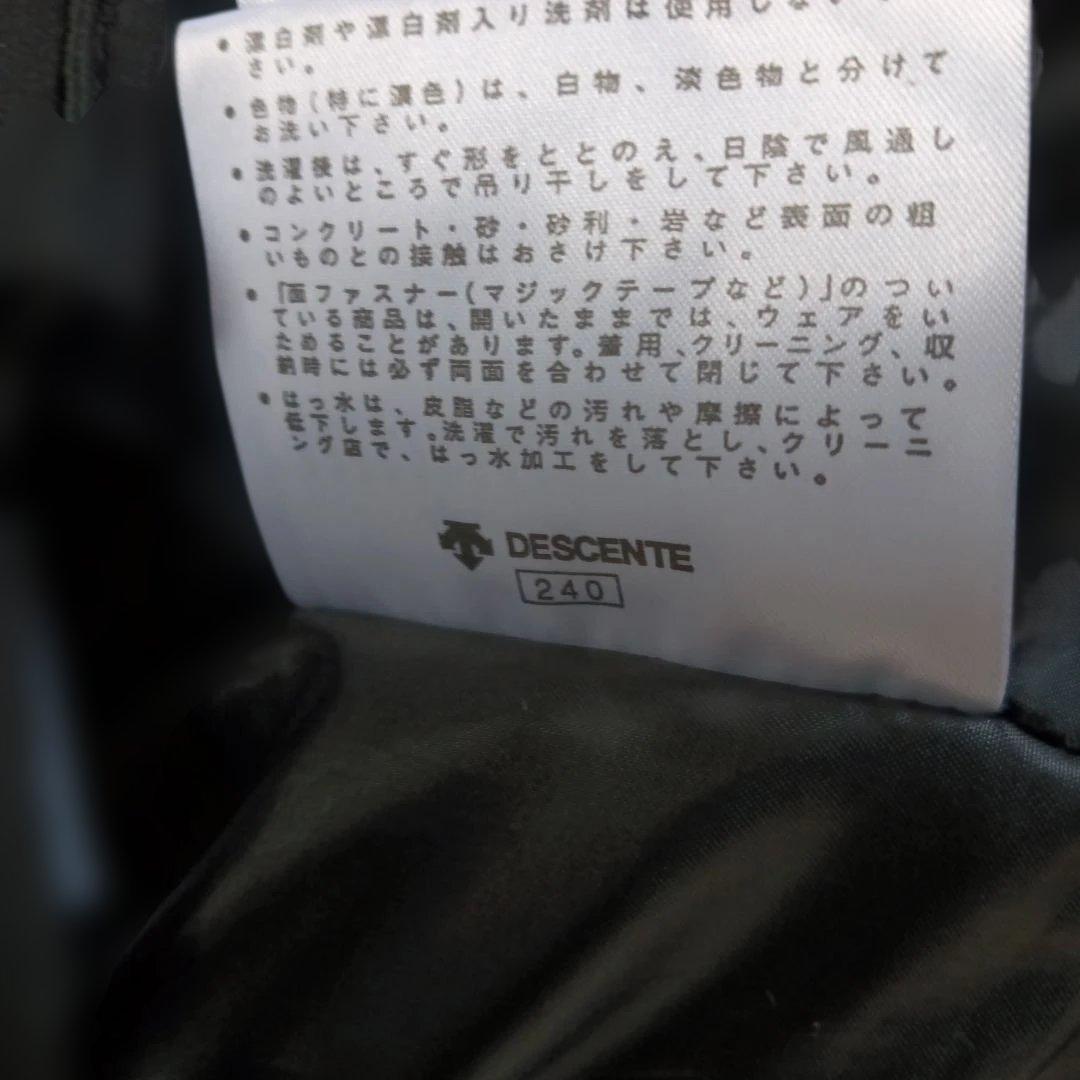 ・漂白剤や漂白剤入り洗剤は使用しない
さい。
・色物(特に濃色)は、白物、淡色物と分けて
お洗い下さい。
・洗濯後は、すぐ形をととのえ、日陰で風通し
のよいところで吊り干しをして下さい。
・コンクリート・砂・砂利・岩など表面の粗
いものとの接触はおさけ下さい。
・「面ファスナー(マジックテープなど)」のつい
ている商品は、開いたままでは、ウェアをい
ためることがあります。着用、クリーニング、収
納時には必ず両面を合わせて閉じて下さい。
・はっ水は、皮脂などの汚れや摩擦によって
低下します。洗濯で汚れを落とし、クリーニ
ング店で、はっ水加工をして下さい。
DESCENTE
240